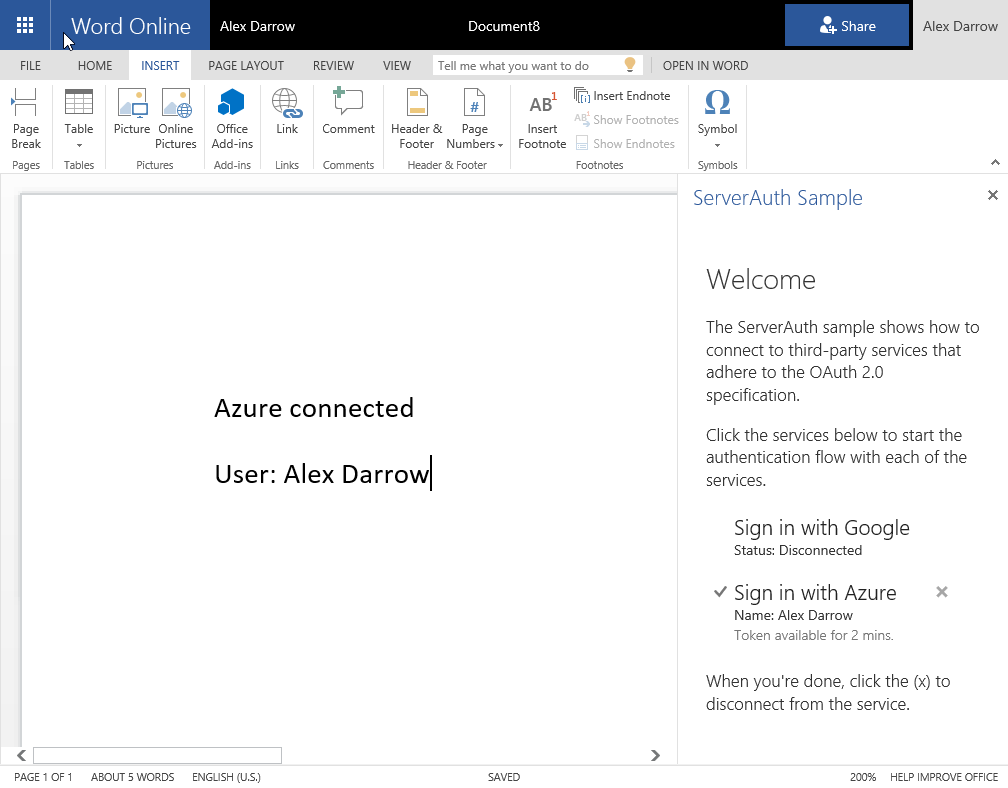 Word Online Alex Darrow Document8 Share Alex Darrow
FILE HOME INSERT PAGE LAYOUT REVIEW VIEW Tell me what you want to do OPEN IN WORD
Page Break
Table
Picture
Online Pictures
Office Add-ins
Link
Comment
Header & Footer
#
Page Numbers
AB1
Insert Footnote
Insert Endnote
AB1 Show Footnotes
Show Endnotes
Ω
Symbol
Pages Tables Pictures Add-ins Links Comments Header & Footer Footnotes Symbols
Azure connected
User: Alex Darrow
ServerAuth Sample
Welcome
The ServerAuth sample shows how to
connect to third-party services that
adhere to the OAuth 2.0
specification.
Click the services below to start the
authentication flow with each of the
services.
Sign in with Google
Status: Disconnected
Sign in with Azure
Name: Alex Darrow
Token available for 2 mins.
When you're done, click the (x) to
disconnect from the service.
PAGE 1 OF 1 ABOUT 5 WORDS ENGLISH (U.S.) SAVED 200% HELP IMPROVE OFFICE